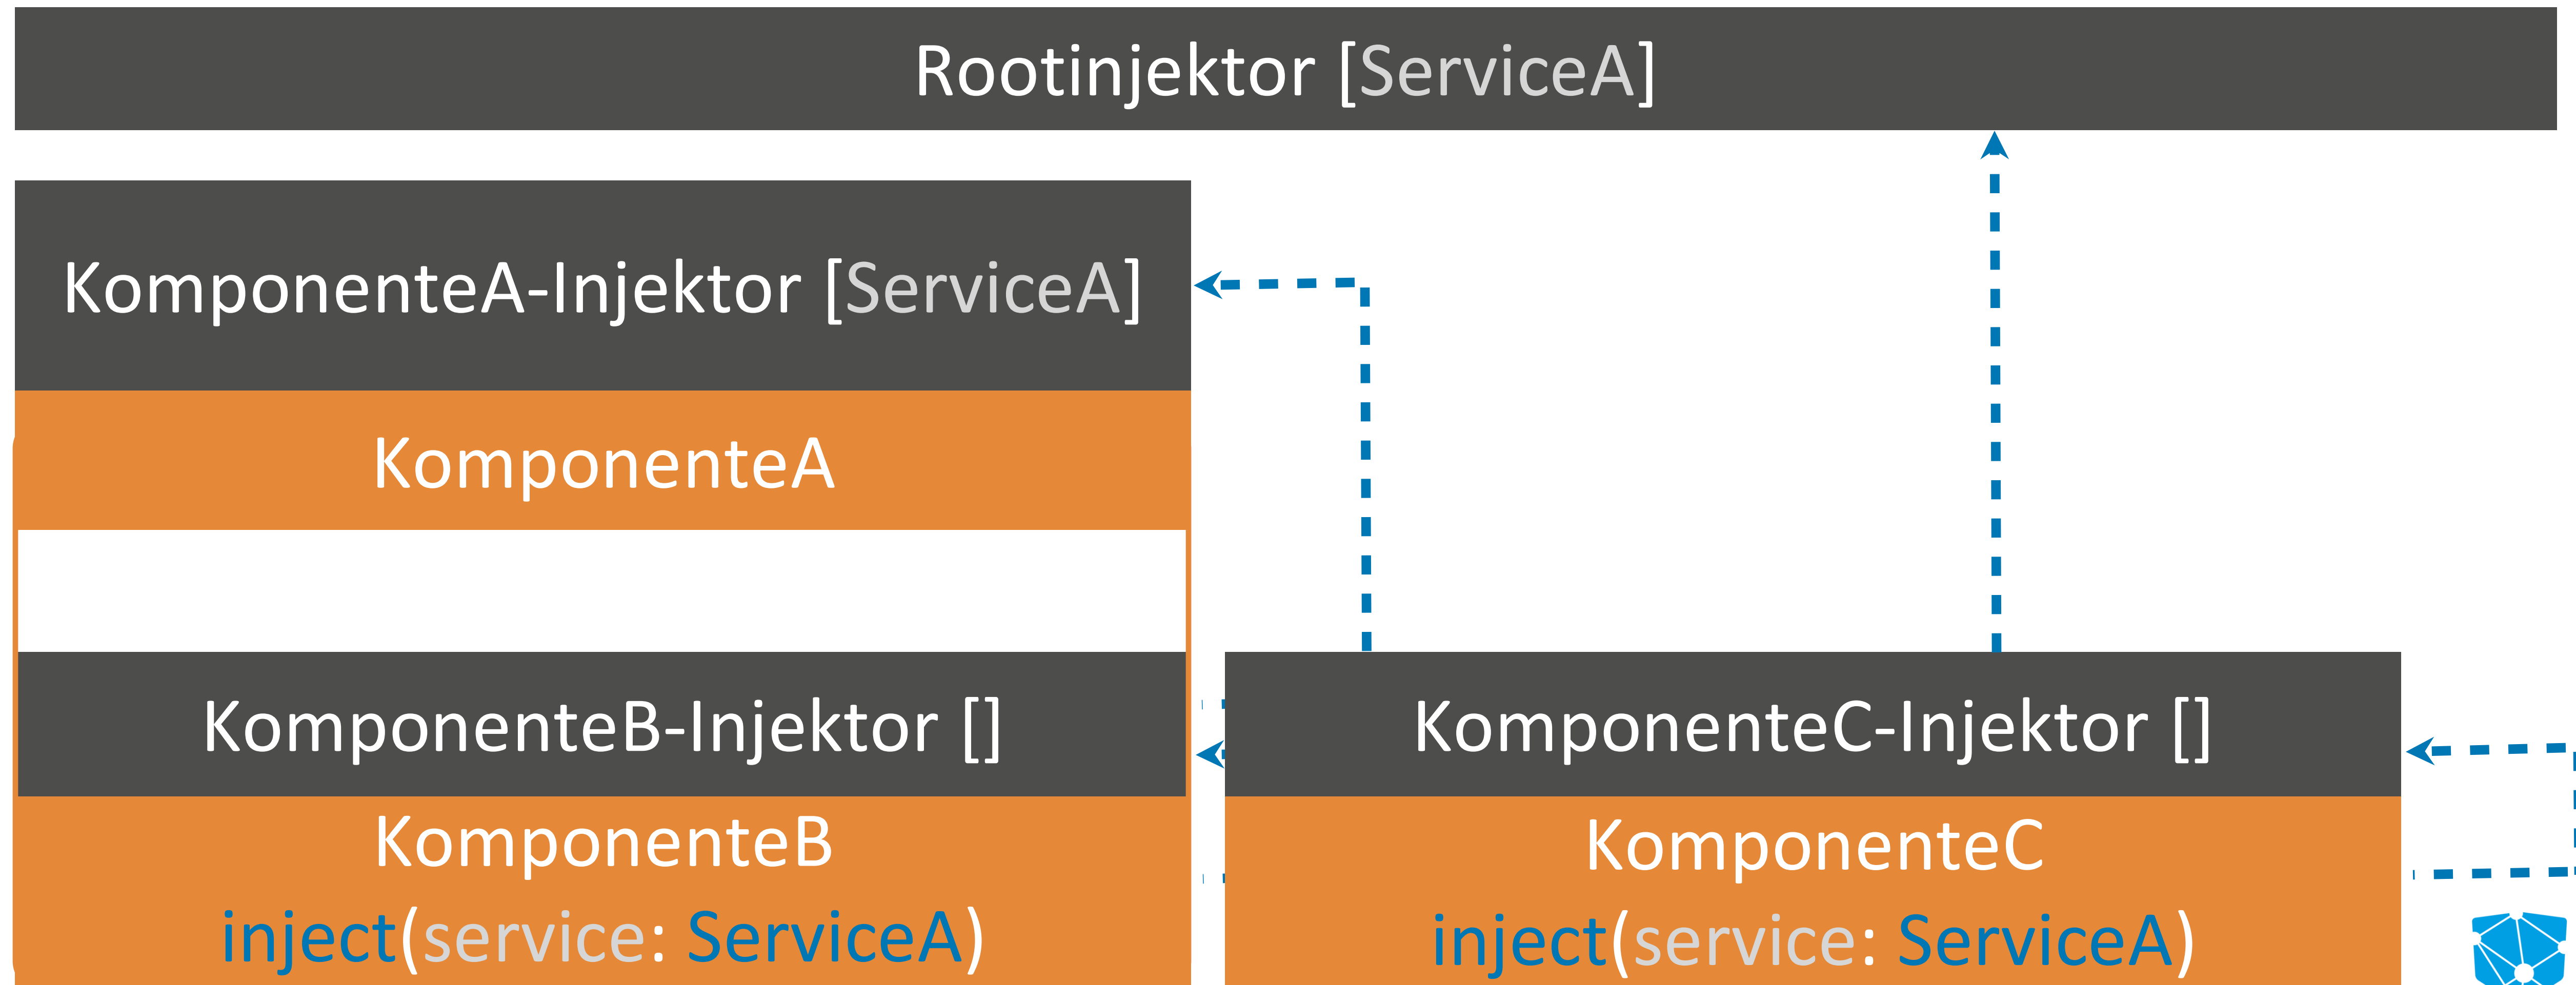 Rootinjektor [ServiceA]
KomponenteA-Injektor [ServiceA]
KomponenteA
KomponenteB-Injektor []
KomponenteB
inject(service: ServiceA)
KomponenteC-Injektor []
KomponenteC
inject(service: ServiceA)